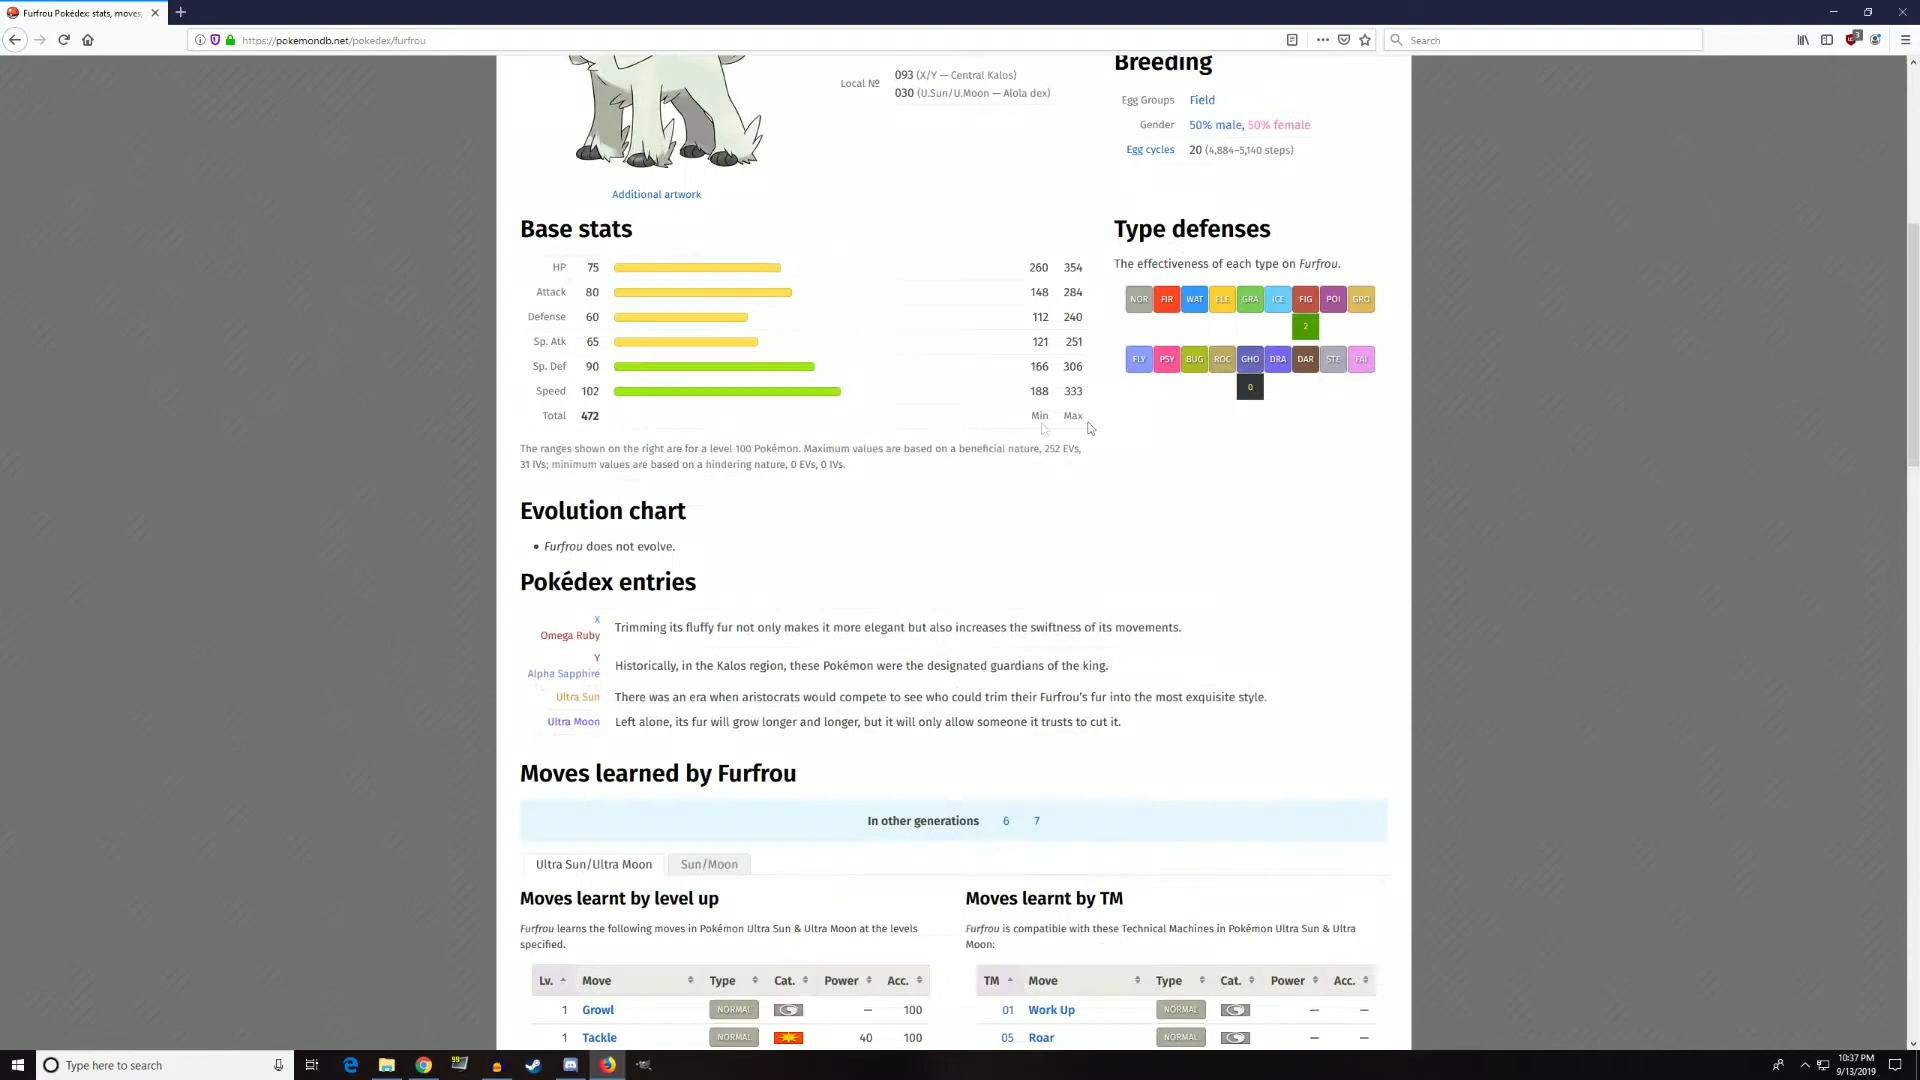 Furfrou Pokédex: stats, moves,
https://pokemondb.net/pokedex/furfrou
Search
3
Local №
093 (X/Y — Central Kalos)
030 (U.Sun/U.Moon — Alola dex)
Additional artwork
Breeding
Egg Groups Field
Gender 50% male, 50% female
Egg cycles 20 (4,884–5,140 steps)
Base stats
HP 75 260 354
Attack 80 148 284
Defense 60 112 240
Sp. Atk 65 121 251
Sp. Def 90 166 306
Speed 102 188 333
Total 472 Min Max
The ranges shown on the right are for a level 100 Pokémon. Maximum values are based on a beneficial nature, 252 EVs,
31 IVs; minimum values are based on a hindering nature, 0 EVs, 0 IVs.
Type defenses
The effectiveness of each type on Furfrou.
NOR FIR WAT ELE GRA ICE FIG POI GRO
2
FLY PSY BUG ROC GHO DRA DAR STE FAI
0
Evolution chart
• Furfrou does not evolve.
Pokédex entries
X
Omega Ruby
Trimming its fluffy fur not only makes it more elegant but also increases the swiftness of its movements.
Y
Alpha Sapphire
Historically, in the Kalos region, these Pokémon were the designated guardians of the king.
Ultra Sun There was an era when aristocrats would compete to see who could trim their Furfrou's fur into the most exquisite style.
Ultra Moon Left alone, its fur will grow longer and longer, but it will only allow someone it trusts to cut it.
Moves learned by Furfrou
In other generations 6 7
Ultra Sun/Ultra Moon Sun/Moon
Moves learnt by level up
Furfrou learns the following moves in Pokémon Ultra Sun & Ultra Moon at the levels
specified.
Lv. Move Type Cat. Power Acc.
1 Growl NORMAL — 100
1 Tackle NORMAL 40 100
Moves learnt by TM
Furfrou is compatible with these Technical Machines in Pokémon Ultra Sun & Ultra
Moon:
TM Move Type Cat. Power Acc.
01 Work Up NORMAL — —
05 Roar NORMAL — —
Type here to search
10:37 PM
9/13/2019